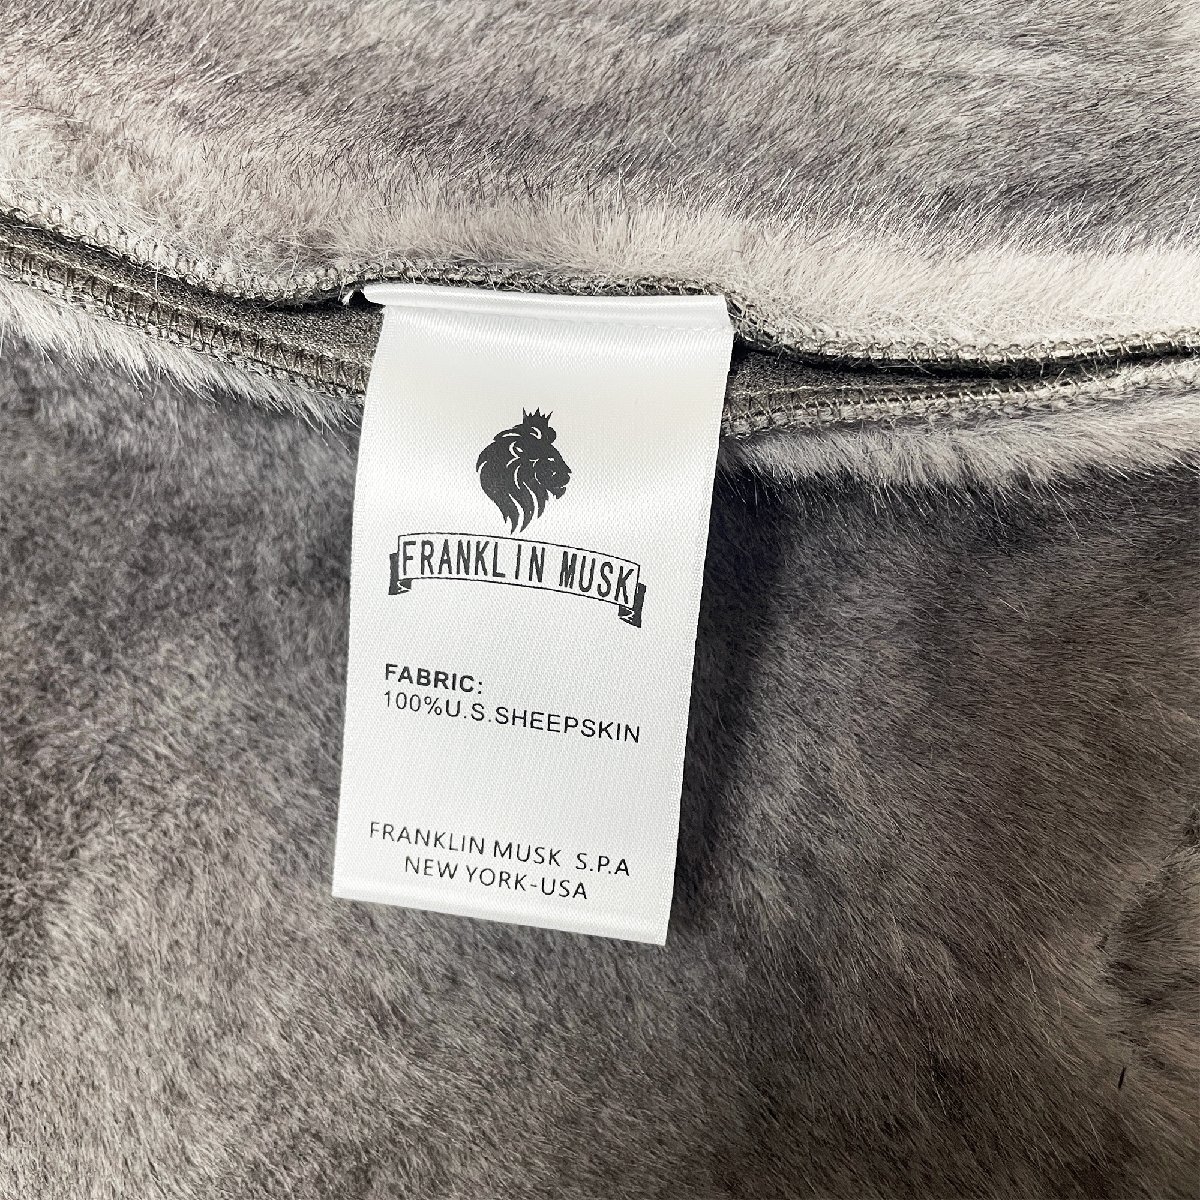 FRANKLIN MUSK
FABRIC:
100%U.S.SHEEPSKIN
FRANKLIN MUSK S.P.A
NEW YORK-USA